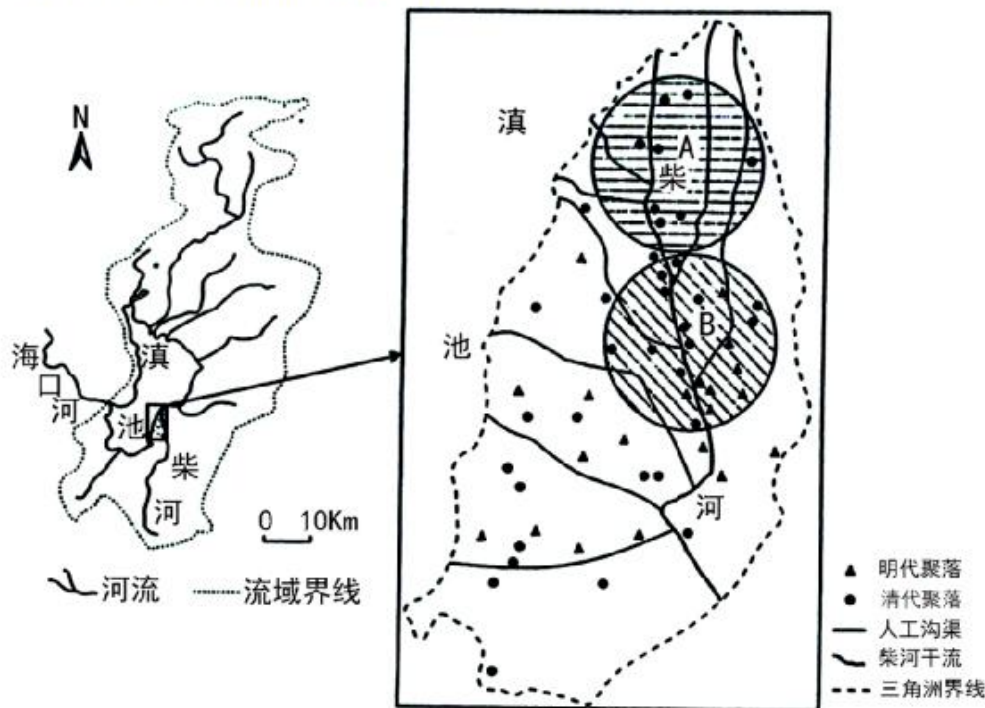 N
海
口
河
滇
池
柴
河
0 10Km
河流
流域界线
滇
池
A
柴
B
河
明代聚落
清代聚落
人工沟渠
柴河干流
三角洲界线